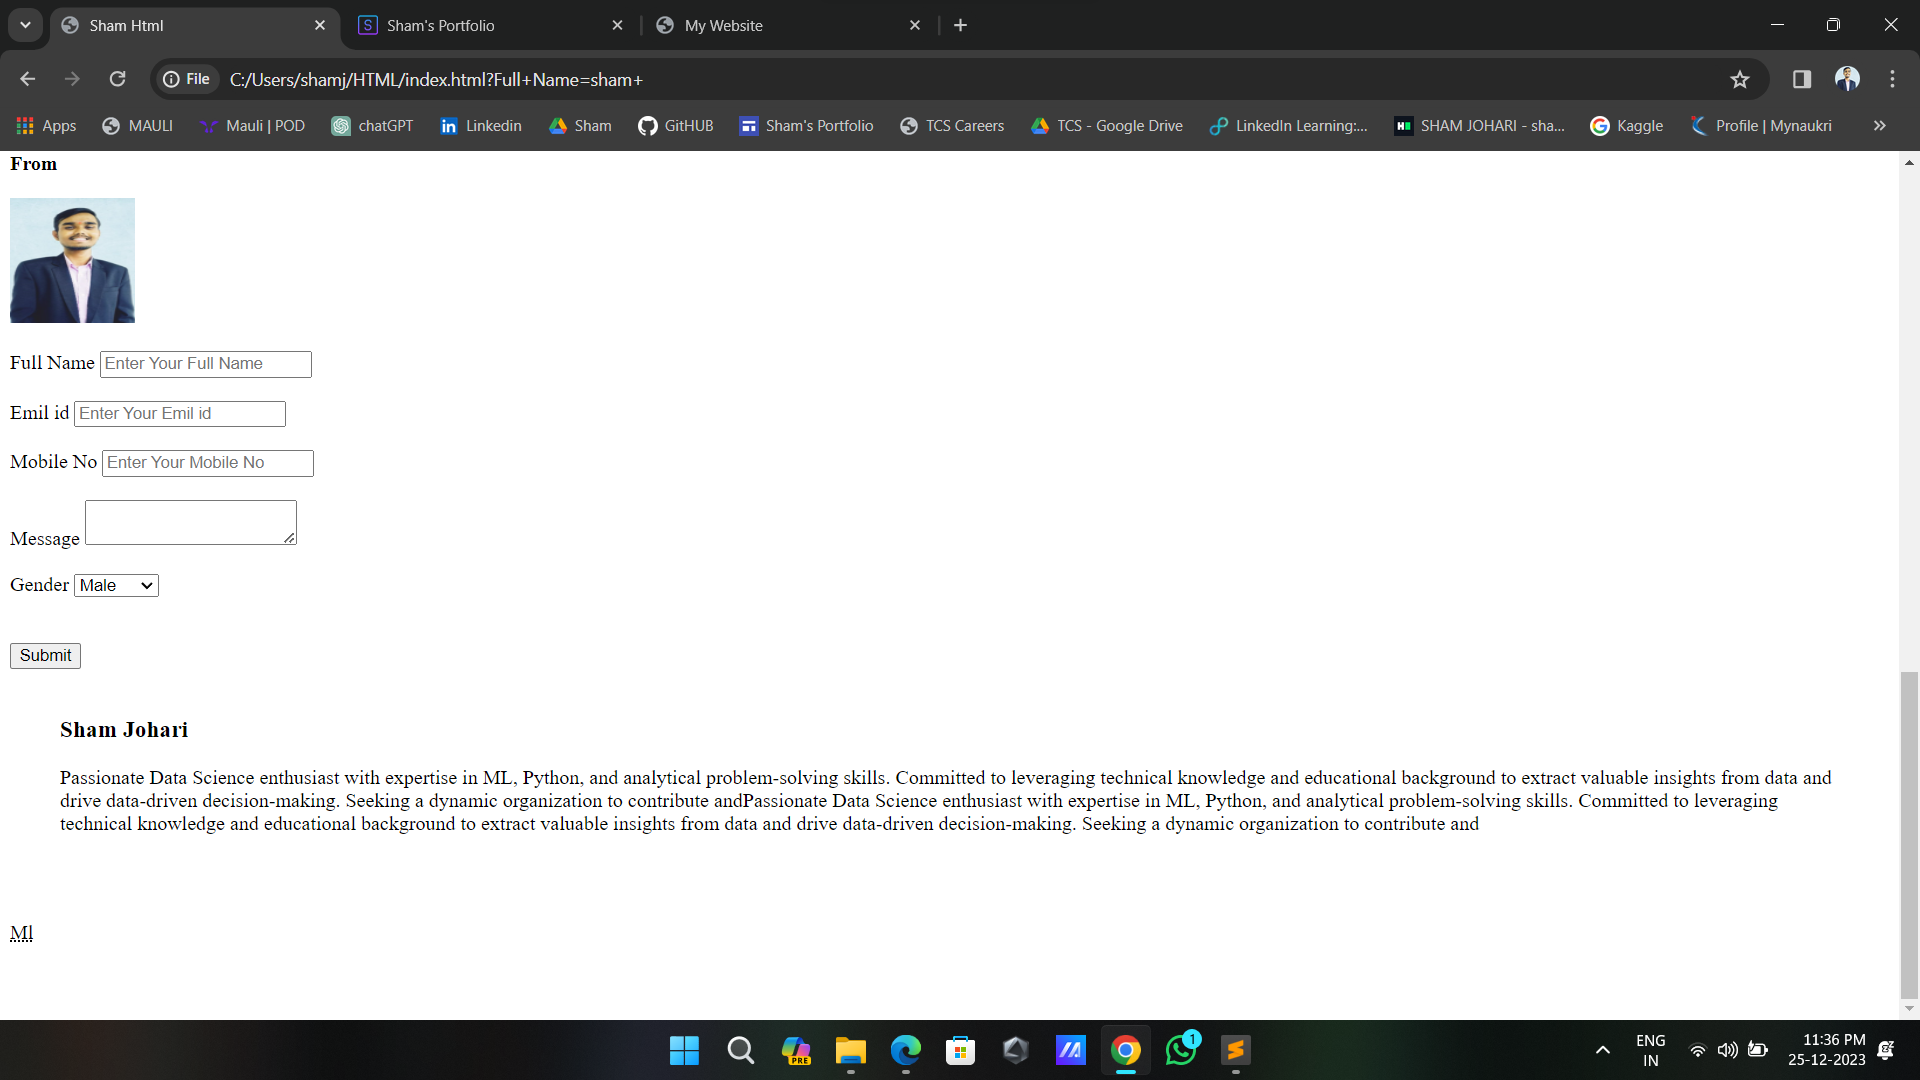 Sham Html
S Sham's Portfolio
My Website
File C:/Users/shamj/HTML/index.html?Full+Name=sham+
Apps MAULI Mauli | POD chatGPT in Linkedin Sham GitHUB Sham's Portfolio TCS Careers TCS - Google Drive LinkedIn Learning:... H SHAM JOHARI - sha... G Kaggle Profile | Mynaukri »
From
Full Name Enter Your Full Name
Emil id Enter Your Emil id
Mobile No Enter Your Mobile No
Message
Gender Male
Submit
Sham Johari
Passionate Data Science enthusiast with expertise in ML, Python, and analytical problem-solving skills. Committed to leveraging technical knowledge and educational background to extract valuable insights from data and
drive data-driven decision-making. Seeking a dynamic organization to contribute andPassionate Data Science enthusiast with expertise in ML, Python, and analytical problem-solving skills. Committed to leveraging
technical knowledge and educational background to extract valuable insights from data and drive data-driven decision-making. Seeking a dynamic organization to contribute and
Ml
PRE
1
ENG
IN
11:36 PM
25-12-2023